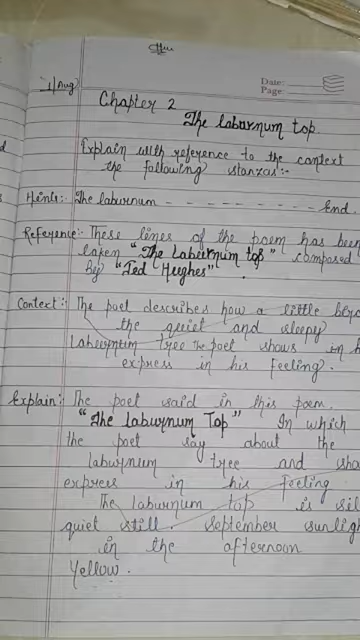 1/Aug
Date:
Page:
Chapter 2
The laburnum top.
Explain with reference to the context
the following stanzas:-
Hints:- The laburnum - - - - - - - - - - End.
Reference:- These lines of the poem has been
taken "The Labeurnum top" composed
by "Ted Hughes".
Context:- The poet describes how a little
the quiet and sleepy
Laburnum tree The poet shows in
express in his feeling.
Explain:- The poet said in this poem.
"The laburnum Top" In which
the poet say about the
laburnum tree and
express in his feeling
The laburnum top is
quiet still. September
in the afternoon
Yellow.